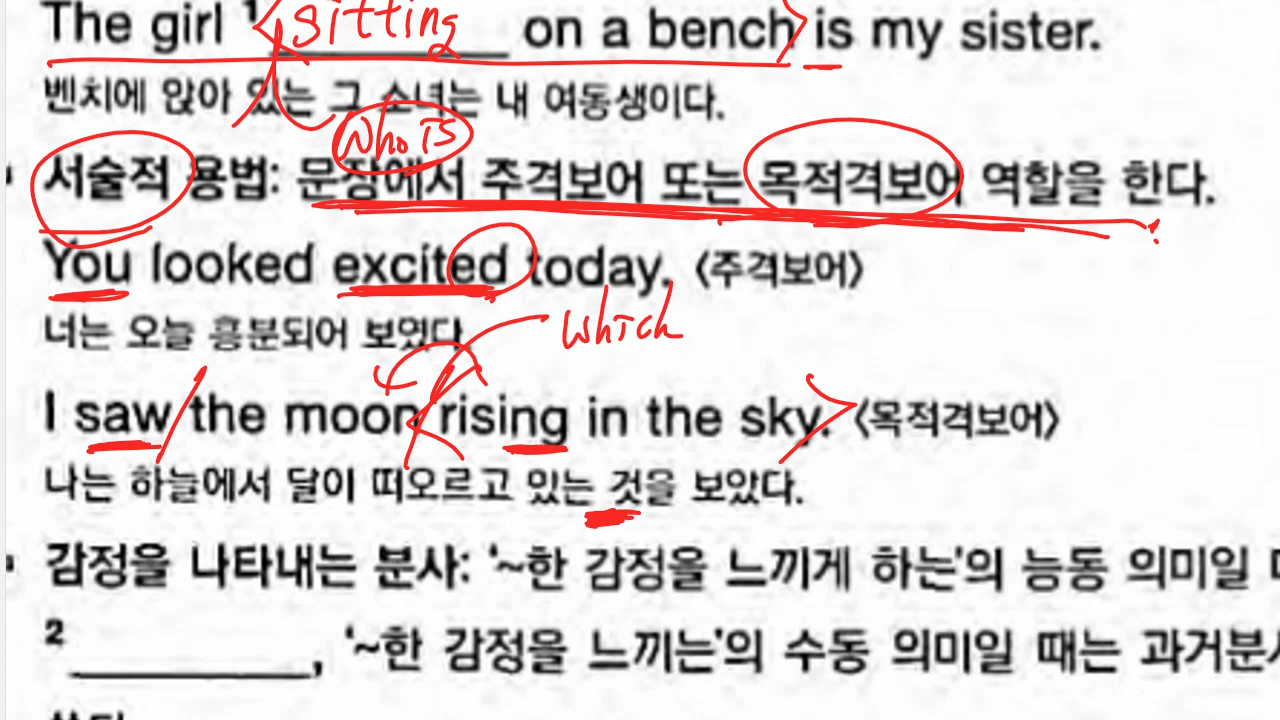 The girl ¹ sitting on a bench is my sister.
벤치에 앉아 있는 그 소녀는 내 여동생이다.
who is
서술적 용법: 문장에서 주격보어 또는 목적격보어 역할을 한다.
You looked excited today. 〈주격보어〉
너는 오늘 흥분되어 보였다.
which
I saw the moon rising in the sky. 〈목적격보어〉
나는 하늘에서 달이 떠오르고 있는 것을 보았다.
감정을 나타내는 분사: '~한 감정을 느끼게 하는'의 능동 의미일
² , '~한 감정을 느끼는'의 수동 의미일 때는 과거분사